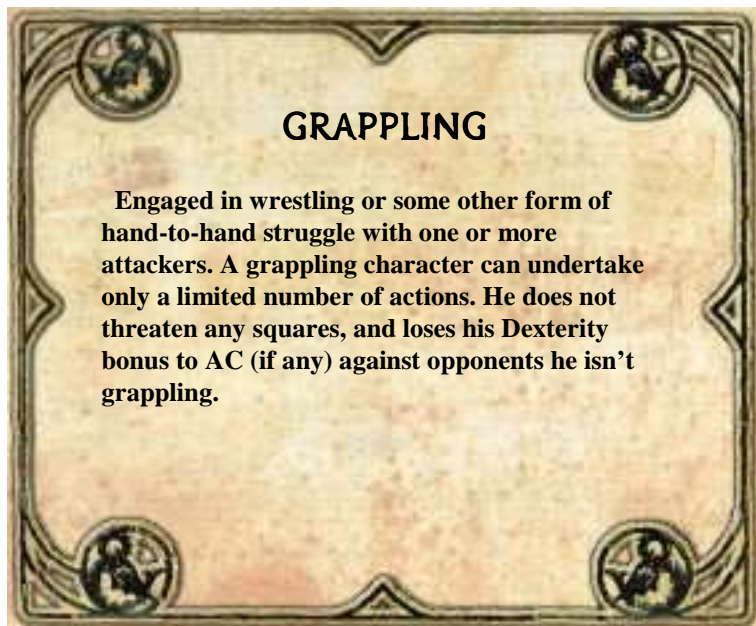 GRAPPLING
Engaged in wrestling or some other form of
hand-to-hand struggle with one or more
attackers. A grappling character can undertake
only a limited number of actions. He does not
threaten any squares, and loses his Dexterity
bonus to AC (if any) against opponents he isn’t
grappling.